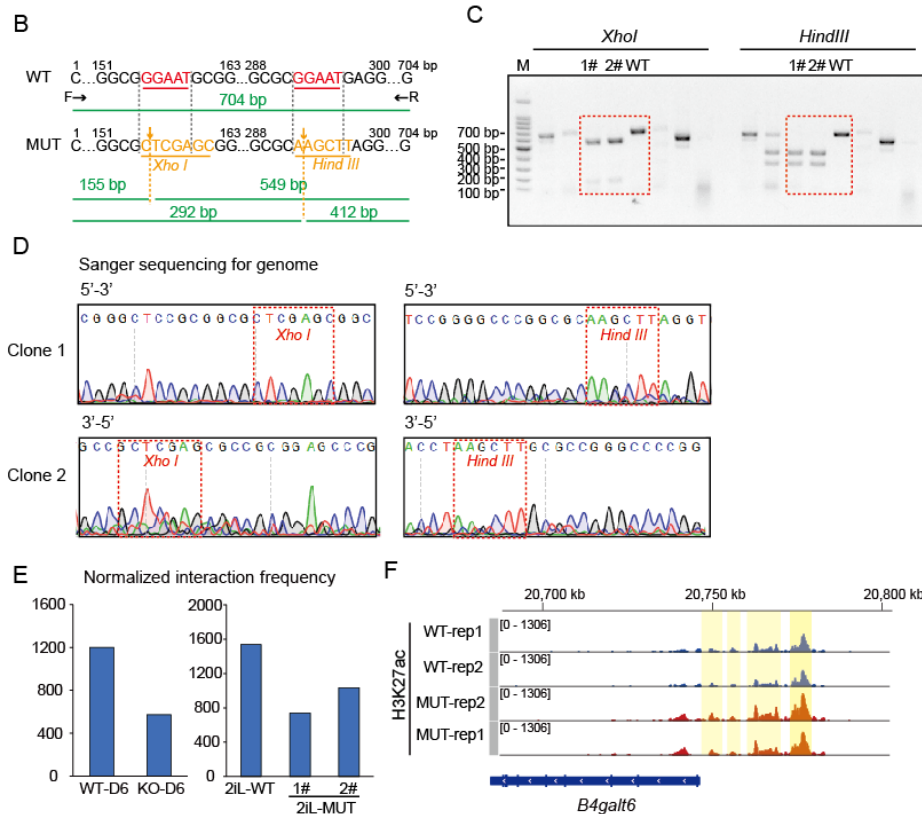 B
1 151 163 288 300 704 bp
WT C...GGCGGGAATGCGG...GCGCGGAATGAGG...G
F→ ←R
704 bp
1 151 163 288 300 704 bp
MUT C...GGCGCTCGAGCGG...GCGCAAGCTTAGG...G
Xho I Hind III
155 bp 549 bp
292 bp 412 bp
C
XhoI HindIII
M 1# 2# WT 1# 2# WT
700 bp
500 bp
400 bp
300 bp
200 bp
100 bp
D
Sanger sequencing for genome
5'-3' 5'-3'
Clone 1
CGGGCTCCGCGGCGCTCGAGCGGC TCCGGGGCCCGGCGCAAGCTTAGGT
Xho I Hind III
3'-5' 3'-5'
Clone 2
GCCGCTCGAGCGCCGCGGAGCCCG ACCTAAGCTTGCGCCGGGCCCCGG
Xho I Hind III
E
Normalized interaction frequency
1600 2000
1200 1600
800 1200
800
400 400
0 0
WT-D6 KO-D6 2iL-WT 1# 2#
2iL-MUT
F
20,700 kb 20,750 kb 20,800 kb
H3K27ac
WT-rep1 [0 - 1306]
WT-rep2 [0 - 1306]
MUT-rep2 [0 - 1306]
MUT-rep1 [0 - 1306]
B4galt6